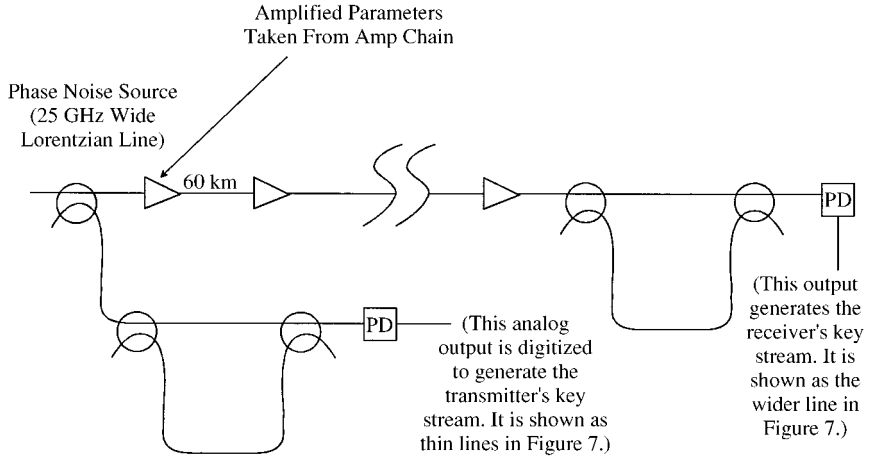 Amplified Parameters
Taken From Amp Chain
Phase Noise Source
(25 GHz Wide
Lorentzian Line)
60 km
PD
(This output
generates the
receiver's key
stream. It is
shown as the
wider line in
Figure 7.)
PD
(This analog
output is digitized
to generate the
transmitter's key
stream. It is shown as
thin lines in Figure 7.)